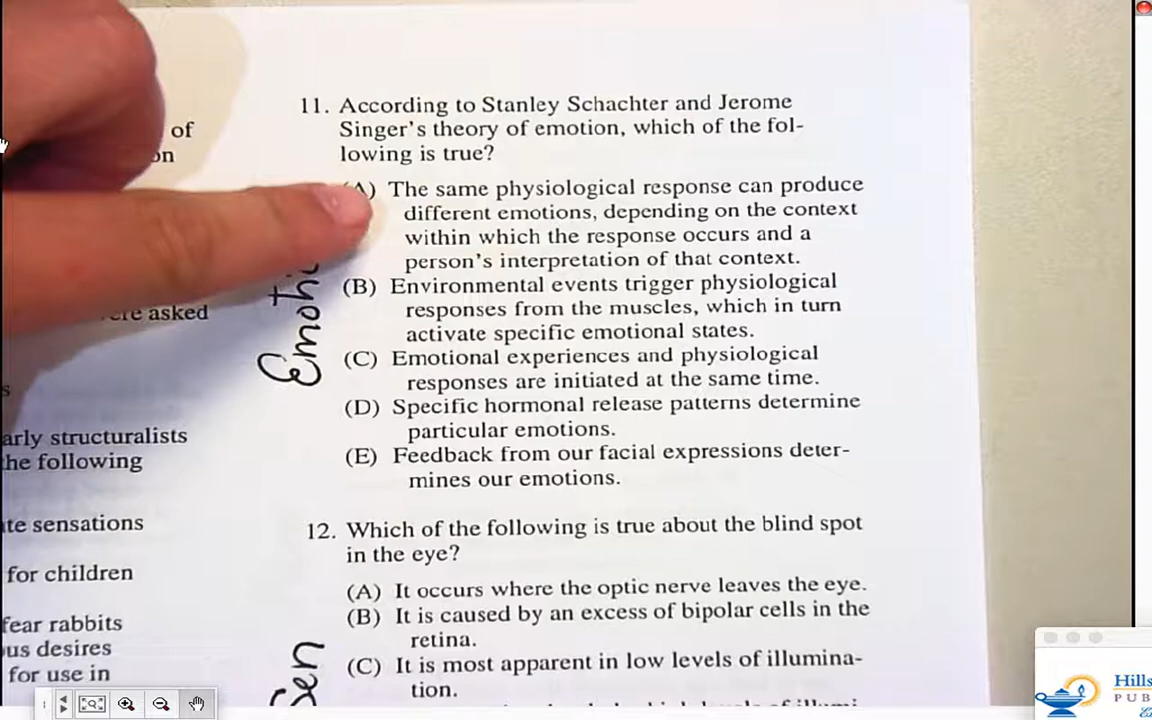 of
on
were asked
s
arly structuralists
he following
te sensations
for children
fear rabbits
us desires
for use in
11. According to Stanley Schachter and Jerome
Singer's theory of emotion, which of the fol-
lowing is true?
(A) The same physiological response can produce
different emotions, depending on the context
within which the response occurs and a
person's interpretation of that context.
(B) Environmental events trigger physiological
responses from the muscles, which in turn
activate specific emotional states.
(C) Emotional experiences and physiological
responses are initiated at the same time.
(D) Specific hormonal release patterns determine
particular emotions.
(E) Feedback from our facial expressions deter-
mines our emotions.
Emoti
12. Which of the following is true about the blind spot
in the eye?
(A) It occurs where the optic nerve leaves the eye.
(B) It is caused by an excess of bipolar cells in the
retina.
(C) It is most apparent in low levels of illumina-
tion.
Sen
Hills
PUB